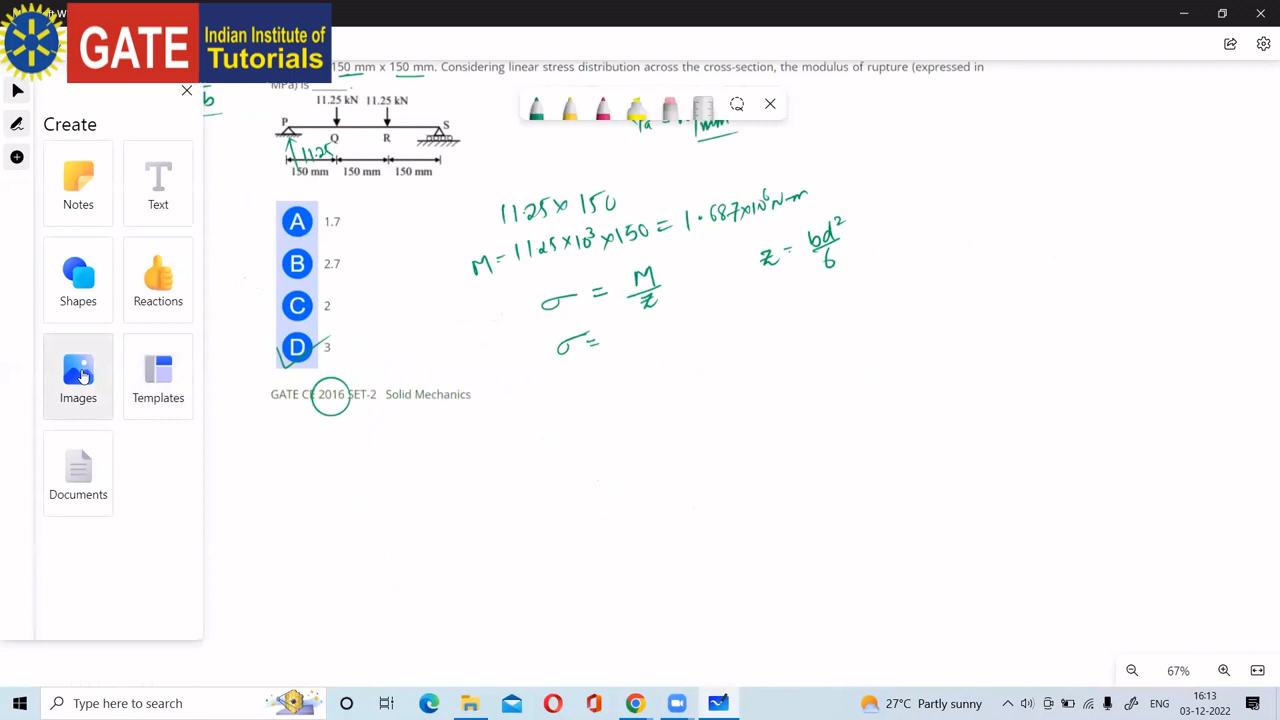 GATE
Indian Institute of
Tutorials
150 mm x 150 mm. Considering linear stress distribution across the cross-section, the modulus of rupture (expressed in
MPa) is
b
11.25 kN 11.25 kN
P
S
Q
R
11.25
150 mm 150 mm 150 mm
Create
Notes
Text
Shapes
Reactions
Images
Templates
Documents
A 1.7
B 2.7
C 2
D 3
GATE CE 2016 SET-2 Solid Mechanics
11.25 x 150
M = 11.25 x 10³ x 150 = 1.687 x 10⁶ N-m
z = bd²/6
σ = M/z
σ =
67%
Type here to search
27°C Partly sunny
ENG
16:13
03-12-2022